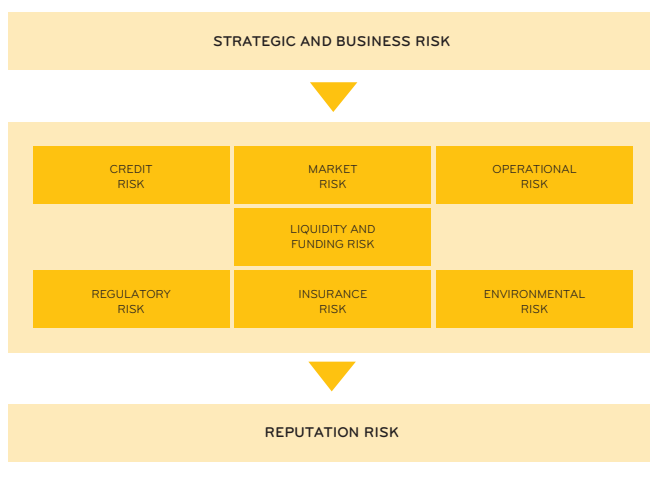 STRATEGIC AND BUSINESS RISK
CREDIT
RISK
MARKET
RISK
OPERATIONAL
RISK
LIQUIDITY AND
FUNDING RISK
REGULATORY
RISK
INSURANCE
RISK
ENVIRONMENTAL
RISK
REPUTATION RISK